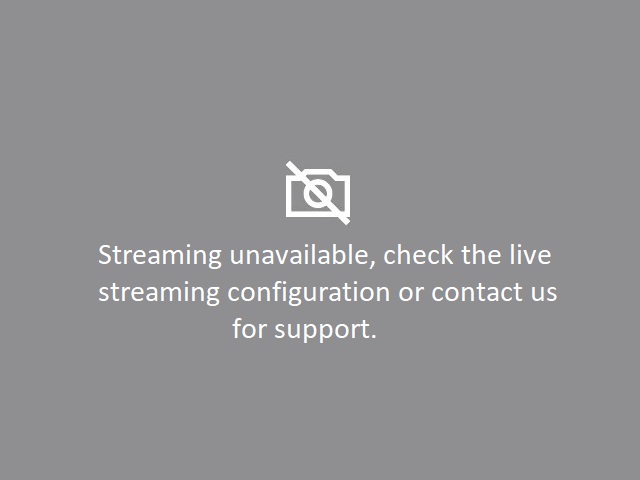 Streaming unavailable, check the live
streaming configuration or contact us
for support.